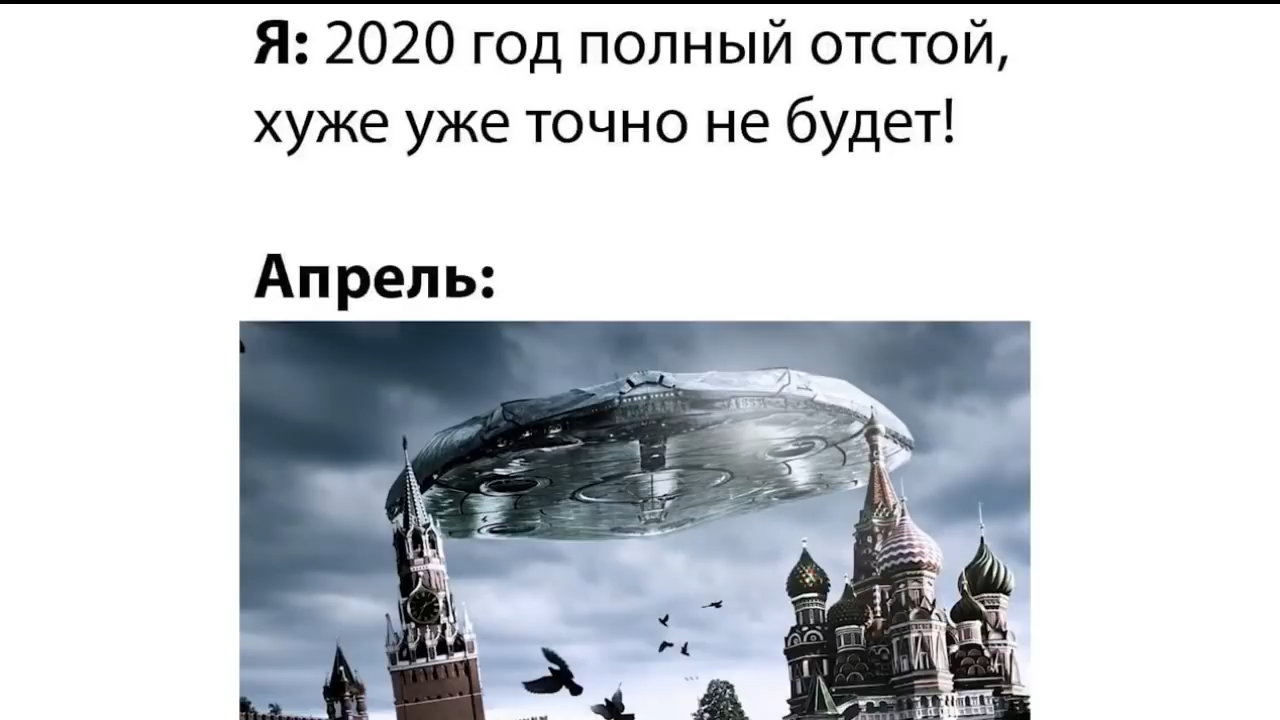 Я: 2020 год полный отстой,
хуже уже точно не будет!
Апрель: